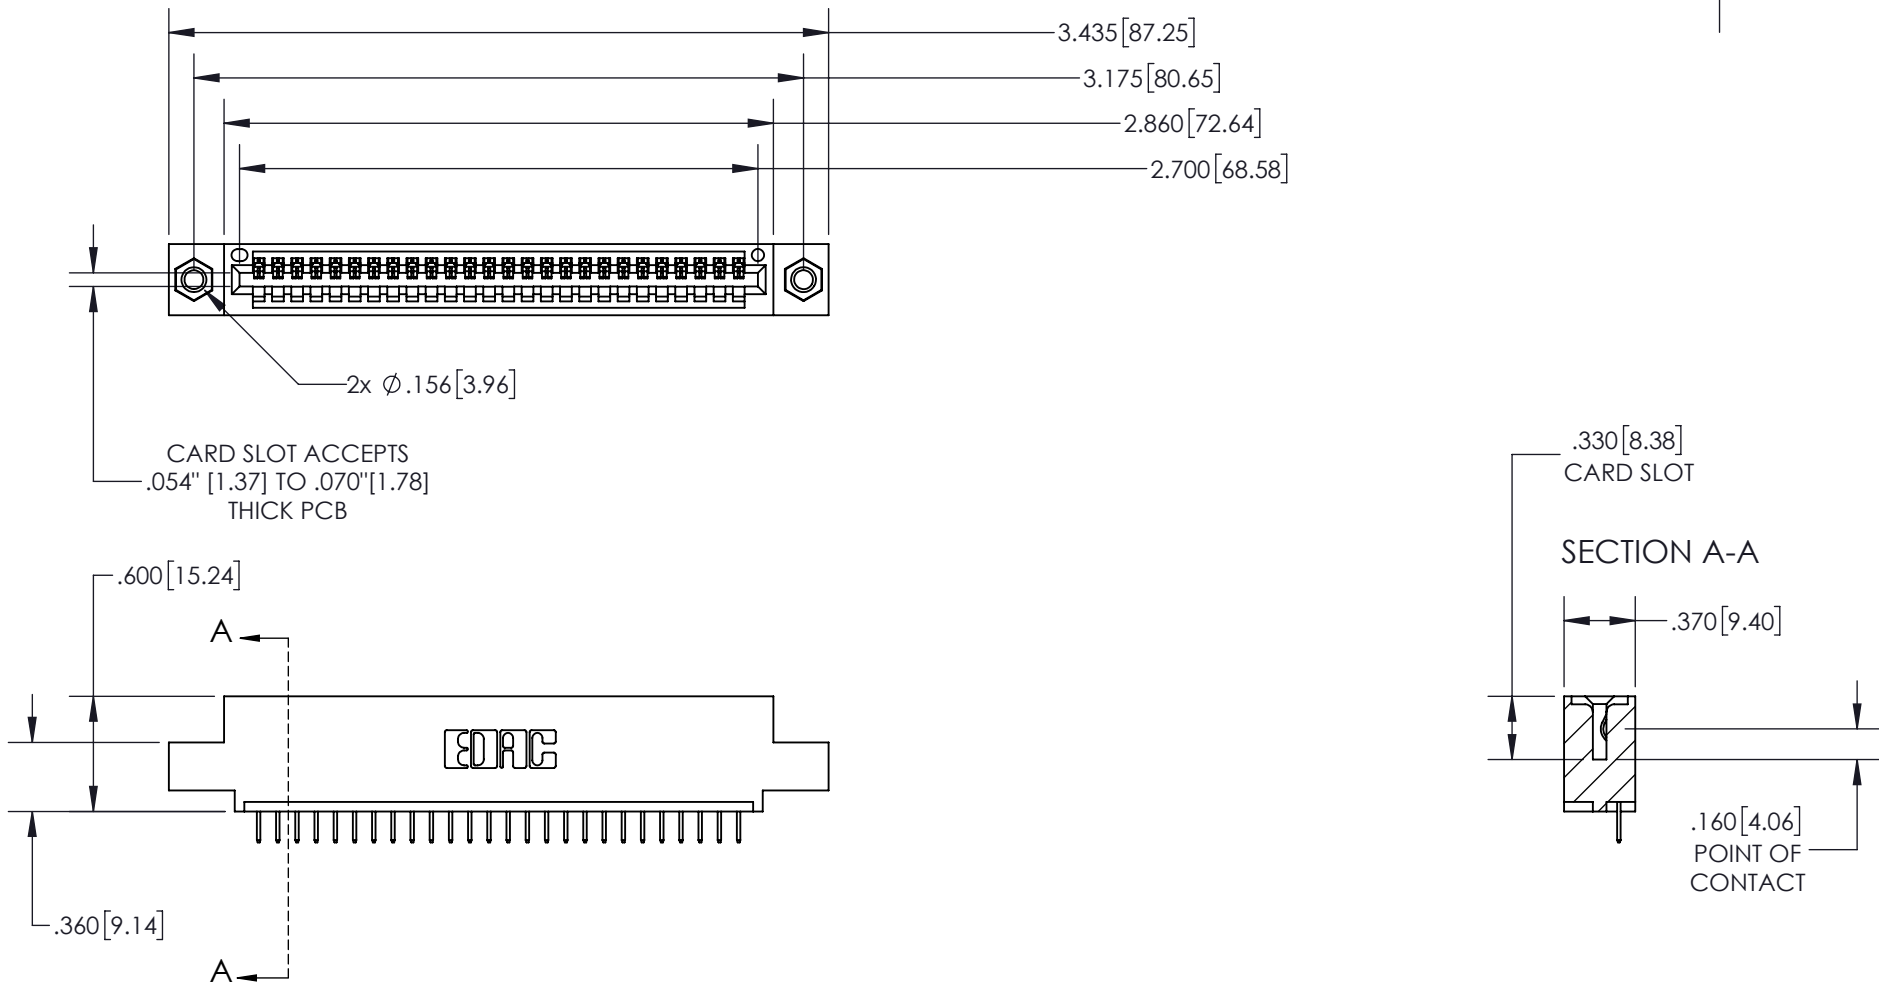 3.435[87.25]
3.175[80.65]
2.860[72.64]
2.700[68.58]
2x ∅.156[3.96]
CARD SLOT ACCEPTS
.054" [1.37] TO .070"[1.78]
THICK PCB
.330[8.38]
CARD SLOT
SECTION A-A
.600[15.24]
.370[9.40]
A
EDAC
.160[4.06]
POINT OF
CONTACT
.360[9.14]
A